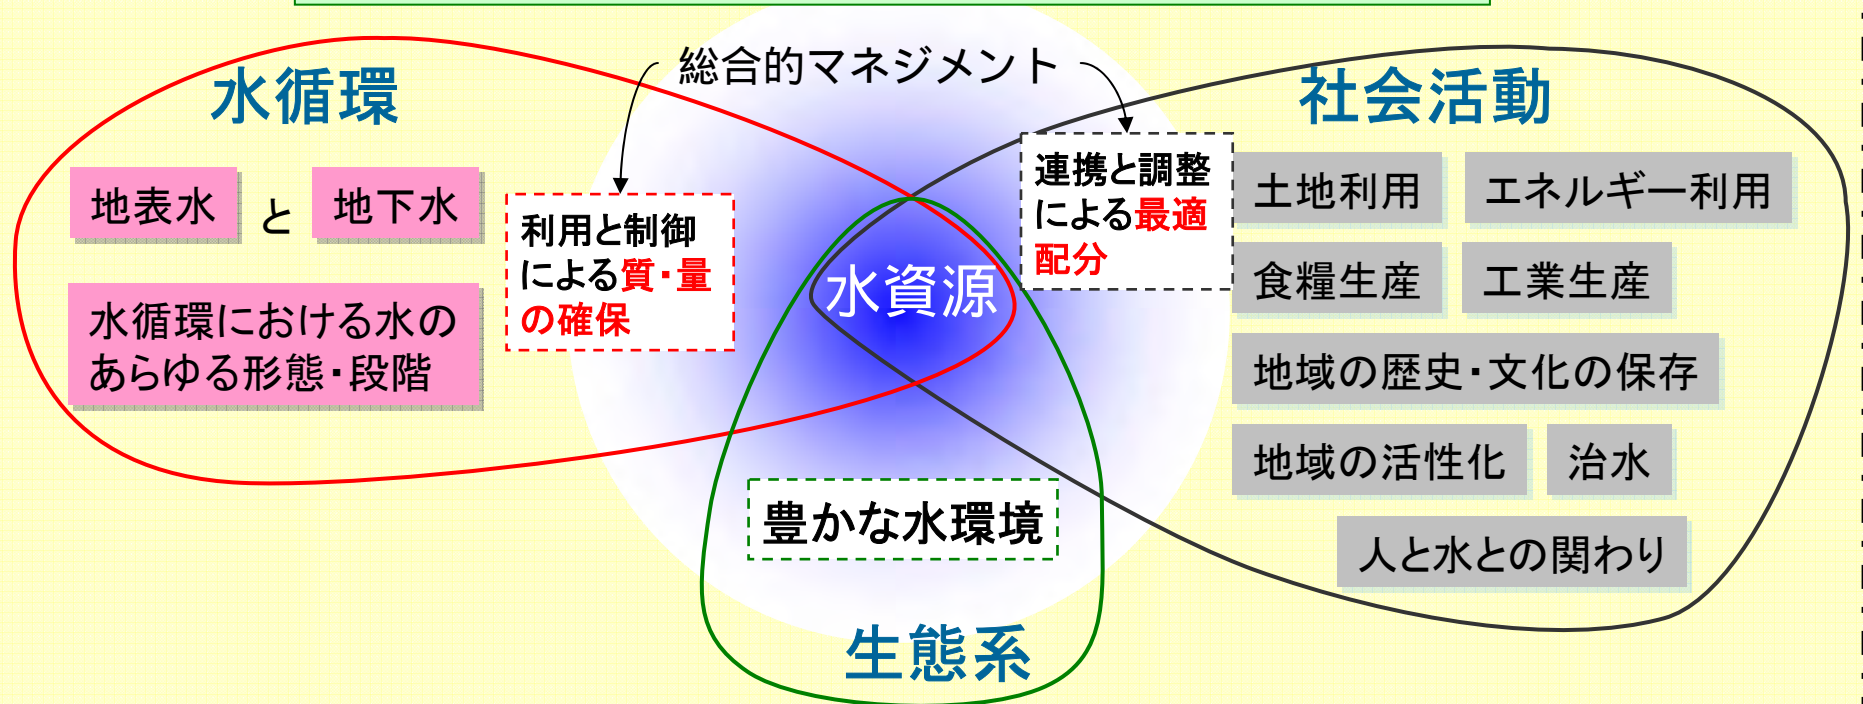 総合的マネジメント
水循環
地表水 と 地下水
水循環における水の
あらゆる形態・段階
利用と制御
による質・量
の確保
水資源
連携と調整
による最適
配分
社会活動
土地利用 エネルギー利用
食糧生産 工業生産
地域の歴史・文化の保存
地域の活性化 治水
人と水との関わり
豊かな水環境
生態系